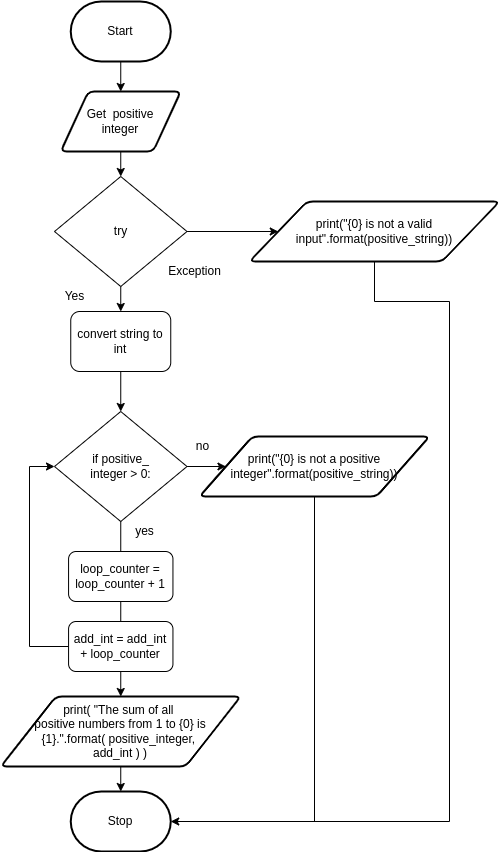 Start
Get  positive
integer
try
print("{0} is not a valid
input".format(positive_string))
Exception
Yes
convert string to
int
if positive_
integer > 0:
no
print("{0} is not a positive
integer".format(positive_string))
yes
loop_counter =
loop_counter + 1
add_int = add_int
+ loop_counter
print( "The sum of all
positive numbers from 1 to {0} is
{1}.".format( positive_integer,
add_int ) )
Stop